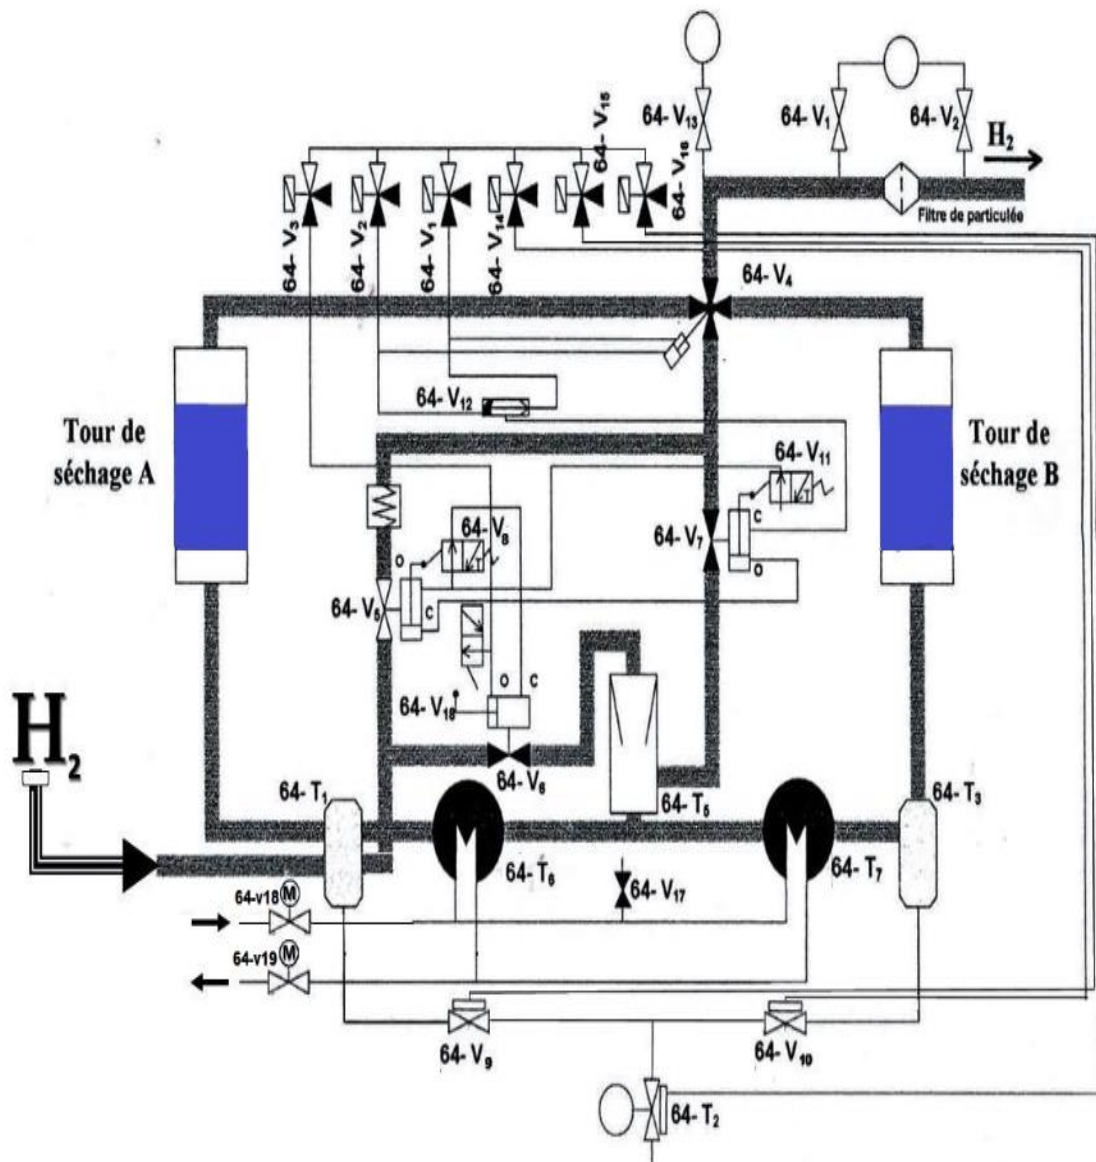 64- V15
64- V13
64- V1
64- V2
64- V16
H2
64- V3
64- V2
64- V1
64- V14
Filtre de particulée
64- V4
64- V12
Tour de
séchage A
64- V11
Tour de
séchage B
T
C
64- V8
64- V7
O
T
O
64- V5
C
O C
64- V18
H2
64- V6
64- T1
64- T5
64- T3
64- T6
64- T7
64-v18 M
64- V17
64-v19 M
64- V9
64- V10
64- T2